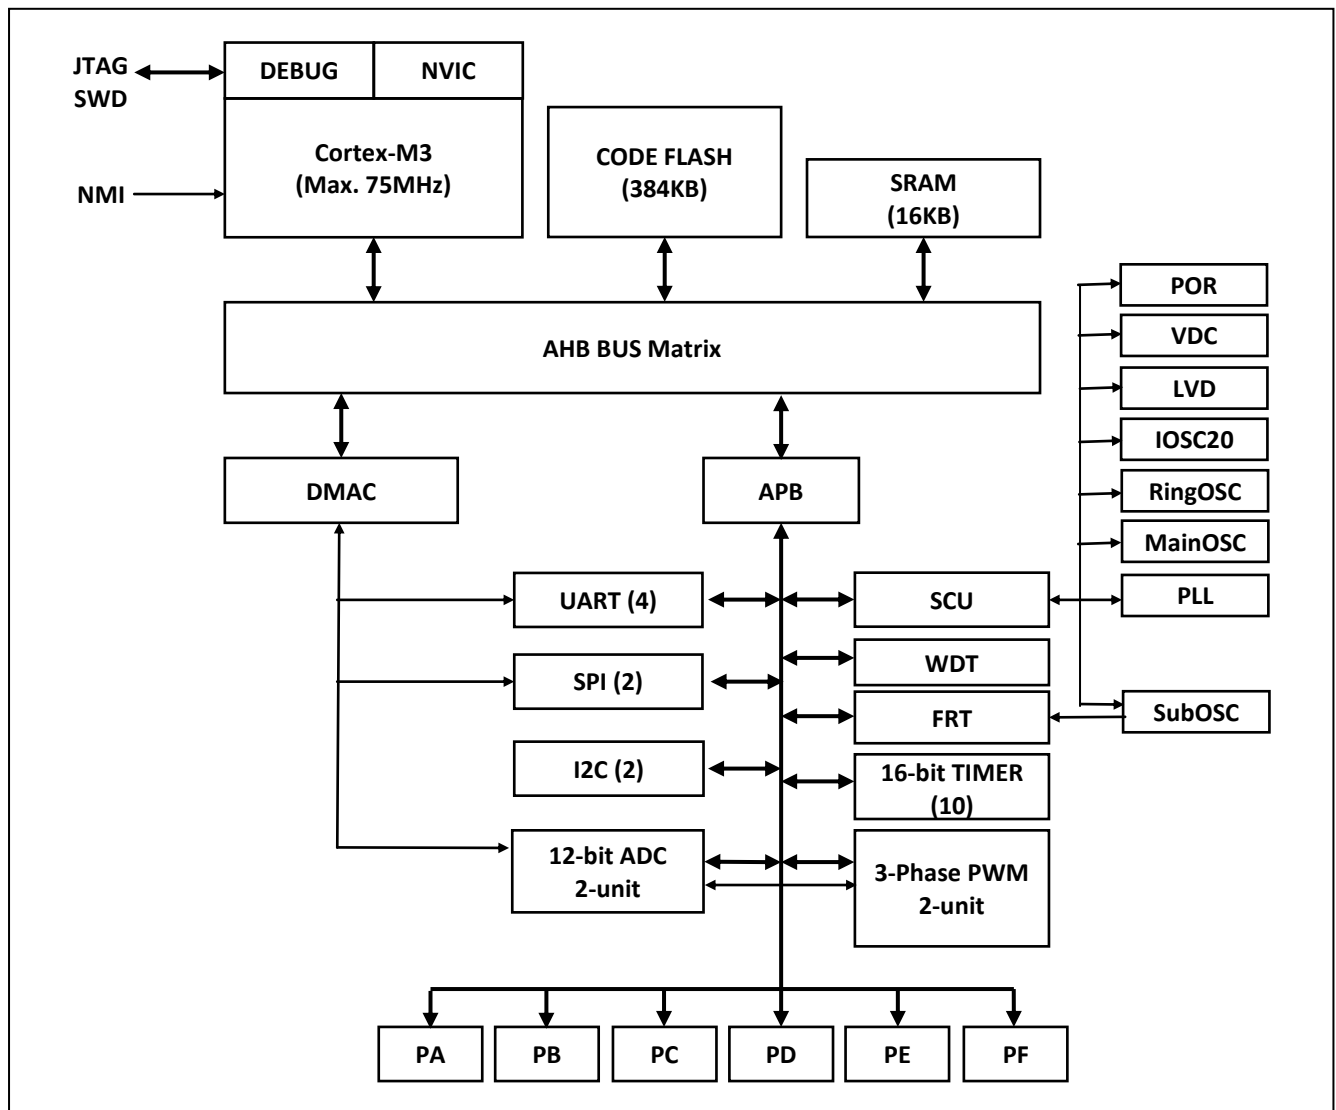 JTAG
SWD
DEBUG
NVIC
Cortex-M3
(Max. 75MHz)
NMI
CODE FLASH
(384KB)
SRAM
(16KB)
AHB BUS Matrix
POR
VDC
LVD
IOSC20
RingOSC
MainOSC
PLL
SubOSC
DMAC
APB
UART (4)
SCU
SPI (2)
WDT
FRT
I2C (2)
16-bit TIMER
(10)
12-bit ADC
2-unit
3-Phase PWM
2-unit
PA
PB
PC
PD
PE
PF